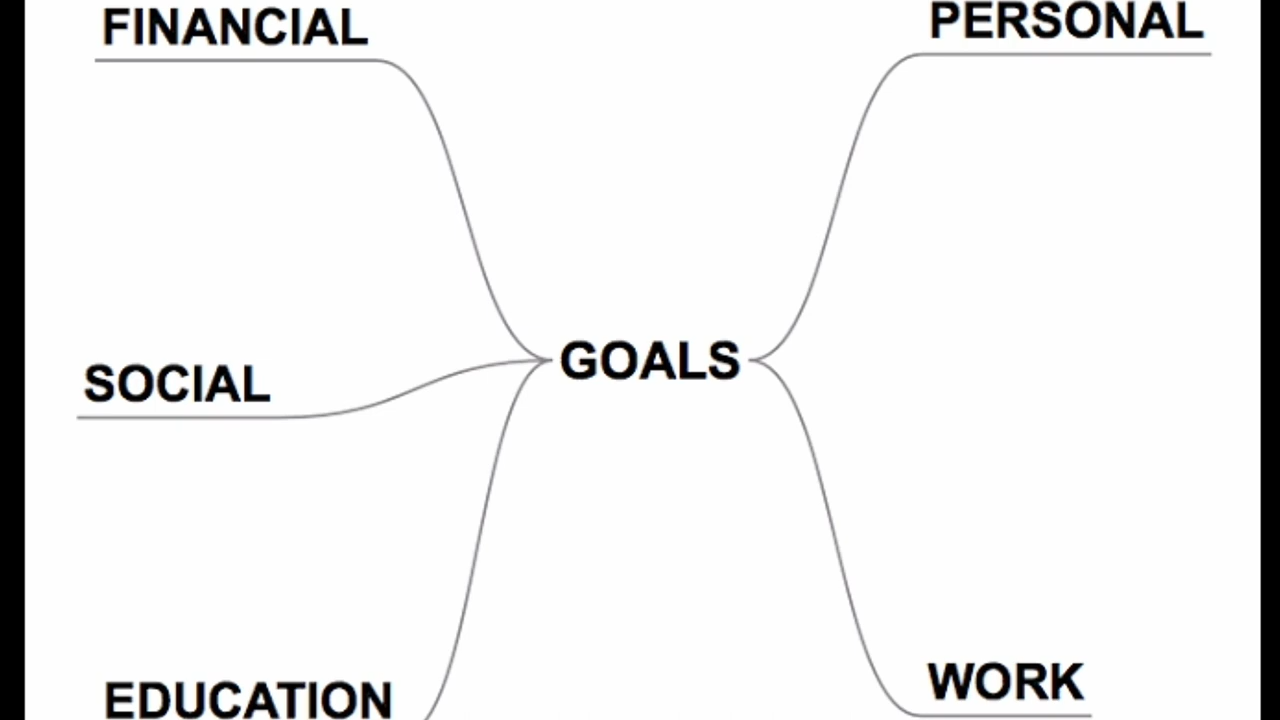 FINANCIAL
PERSONAL
GOALS
SOCIAL
WORK
EDUCATION